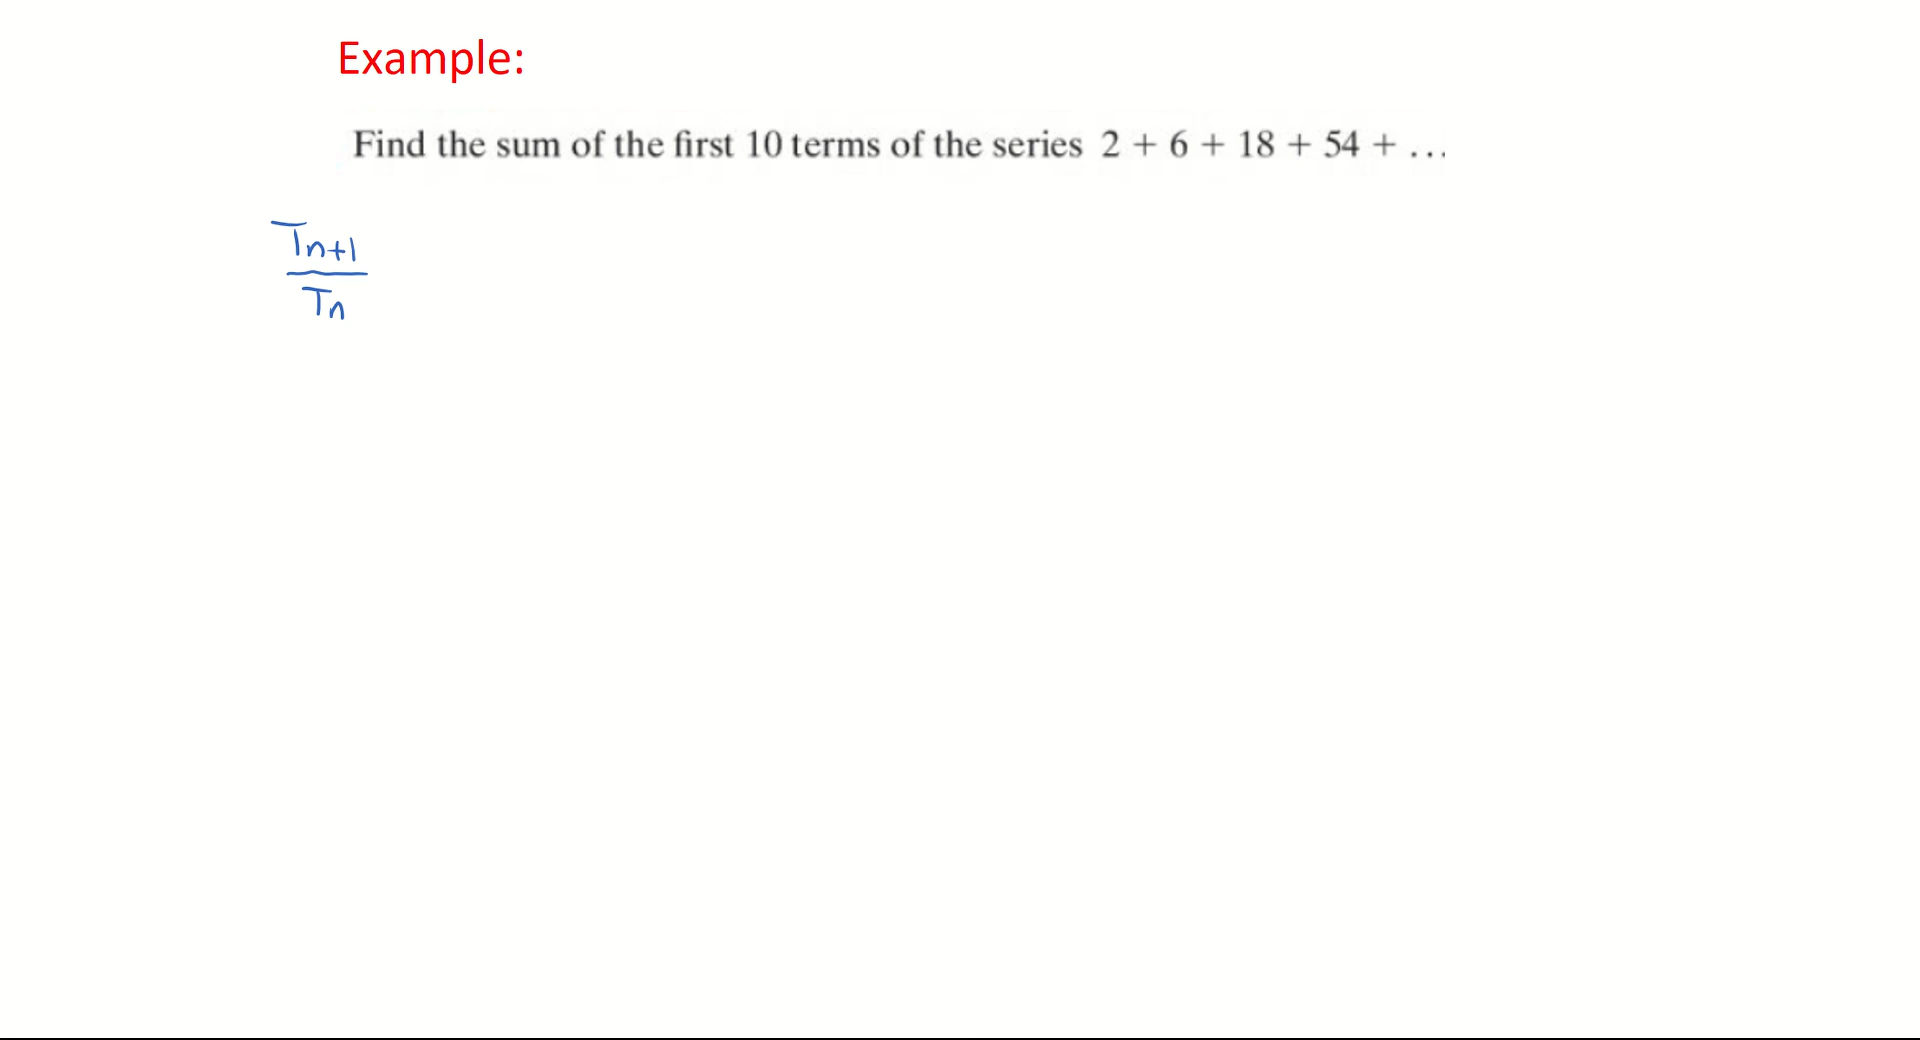 Example:
Find the sum of the first 10 terms of the series 2 + 6 + 18 + 54 + ...
Tn+1
Tn